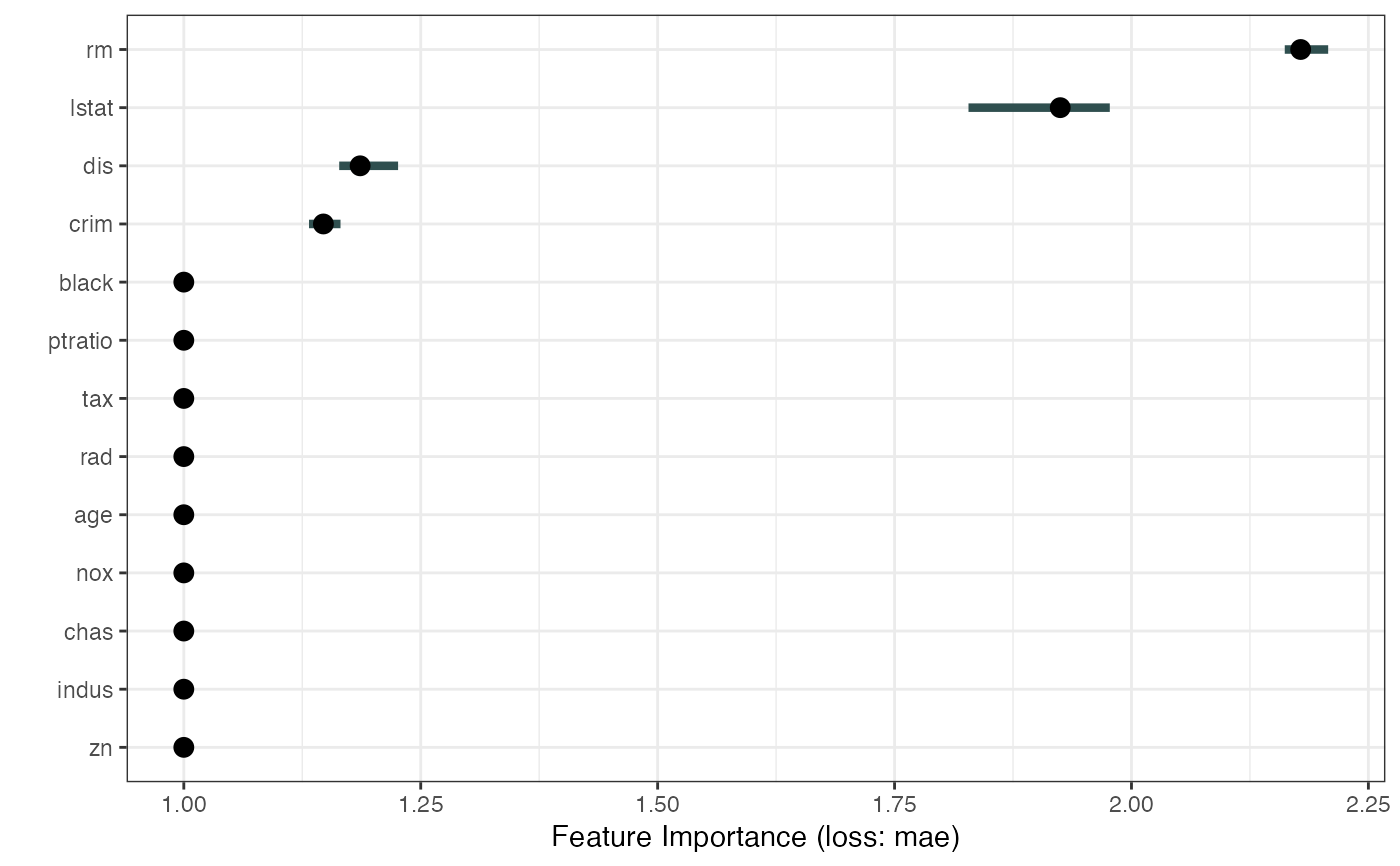 rm
lstat
dis
crim
black
ptratio
tax
rad
age
nox
chas
indus
zn
1.00 1.25 1.50 1.75 2.00 2.25
Feature Importance (loss: mae)